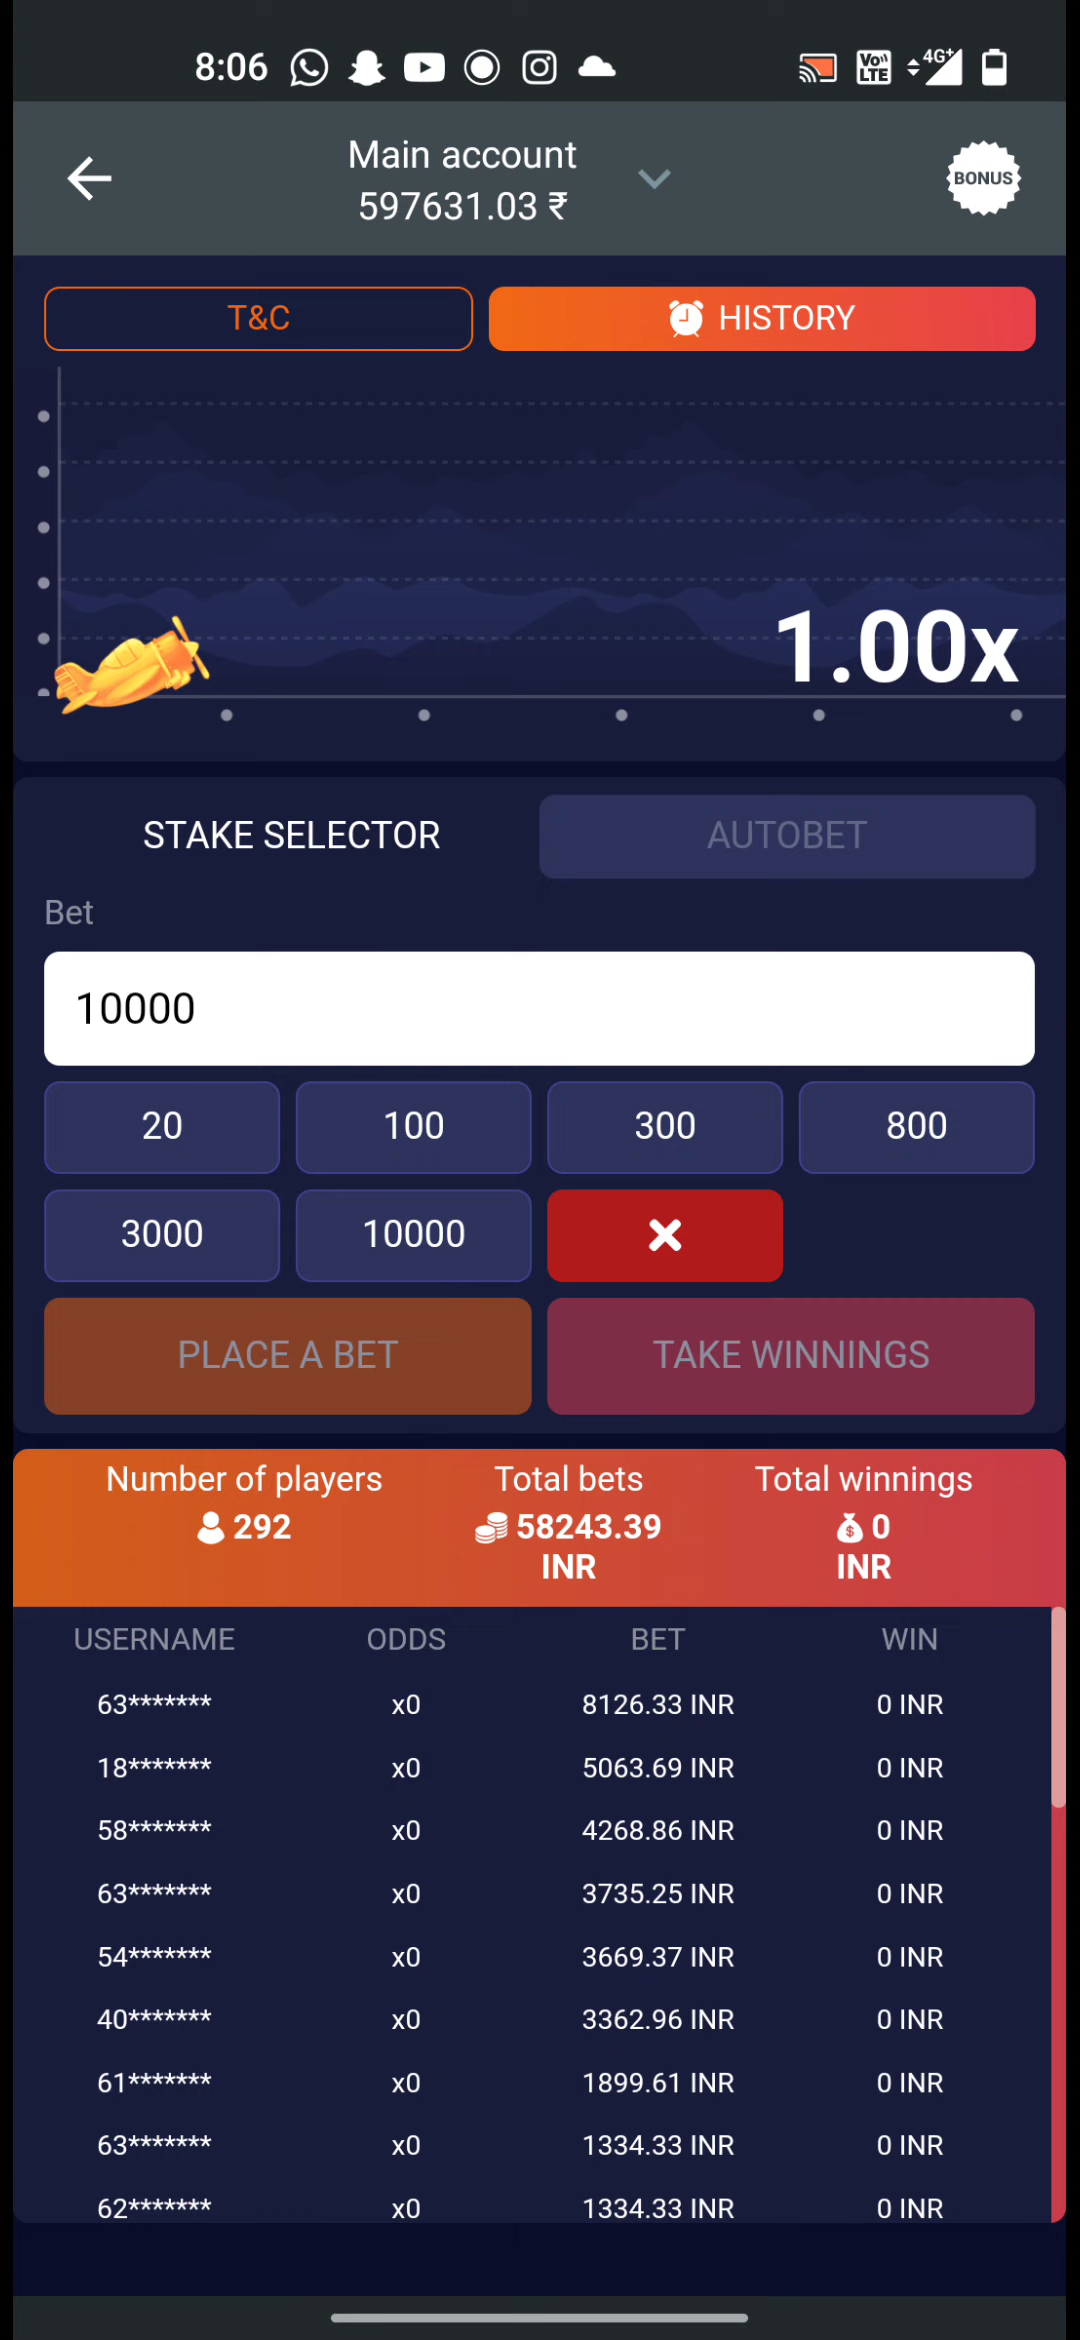 8:06 Vo)) LTE 4G+
Main account
597631.03 ₹
BONUS
T&C HISTORY
1.00x
STAKE SELECTOR AUTOBET
Bet
10000
20 100 300 800
3000 10000
PLACE A BET TAKE WINNINGS
Number of players Total bets Total winnings
292 58243.39 0
INR INR
USERNAME ODDS BET WIN
63******* x0 8126.33 INR 0 INR
18******* x0 5063.69 INR 0 INR
58******* x0 4268.86 INR 0 INR
63******* x0 3735.25 INR 0 INR
54******* x0 3669.37 INR 0 INR
40******* x0 3362.96 INR 0 INR
61******* x0 1899.61 INR 0 INR
63******* x0 1334.33 INR 0 INR
62******* x0 1334.33 INR 0 INR